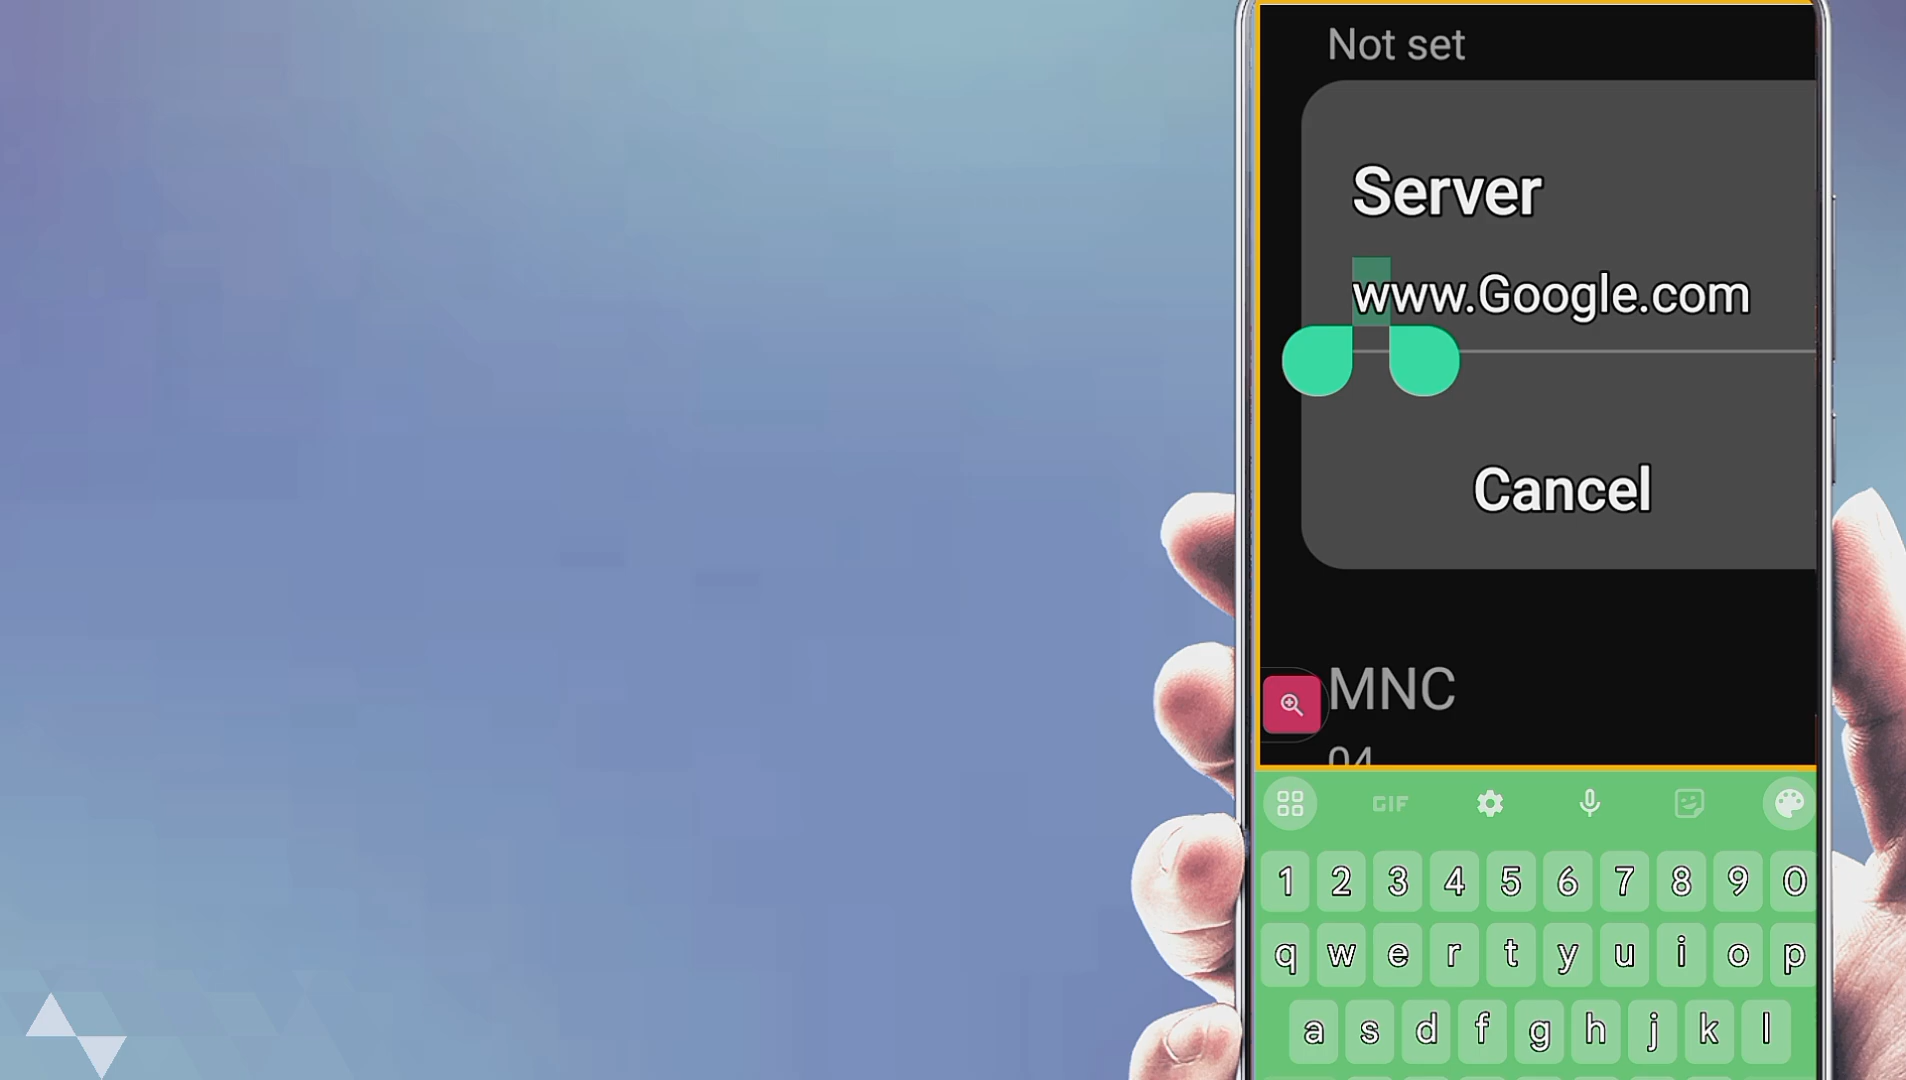 Not set
Server
www.Google.com
Cancel
MNC
04
GIF
1 2 3 4 5 6 7 8 9 0
q w e r t y u i o p
a s d f g h j k l